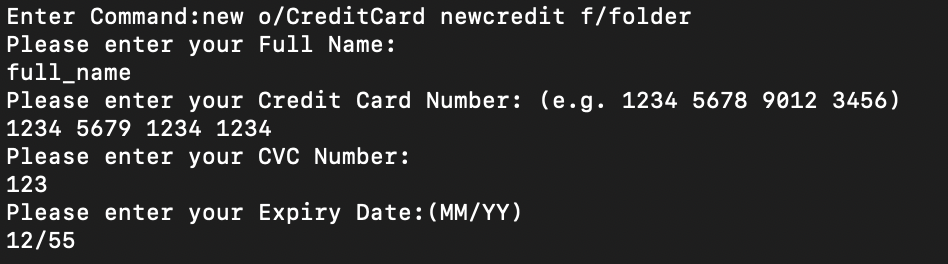 Enter Command:new o/CreditCard newcredit f/folder
Please enter your Full Name:
full_name
Please enter your Credit Card Number: (e.g. 1234 5678 9012 3456)
1234 5679 1234 1234
Please enter your CVC Number:
123
Please enter your Expiry Date:(MM/YY)
12/55